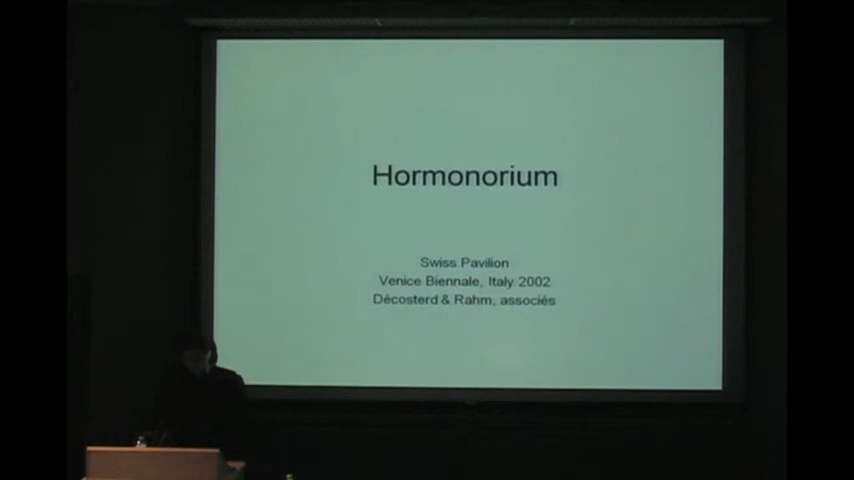 Hormonorium
Swiss Pavilion
Venice Biennale, Italy 2002
Décosterd & Rahm, associés